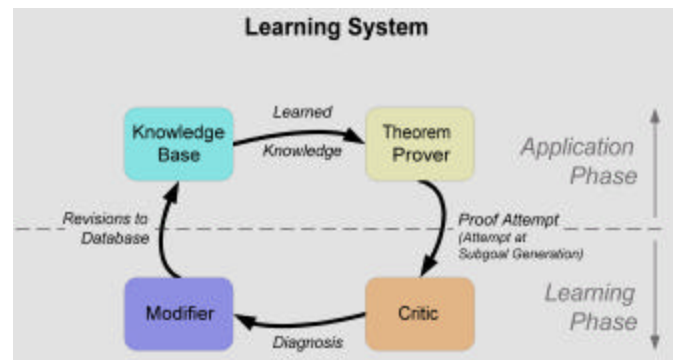 Learning System
Knowledge
Base
Learned
Knowledge
Theorem
Prover
Application
Phase
Revisions to
Database
Proof Attempt
(Attempt at
Subgoal Generation)
Modifier
Diagnosis
Critic
Learning
Phase